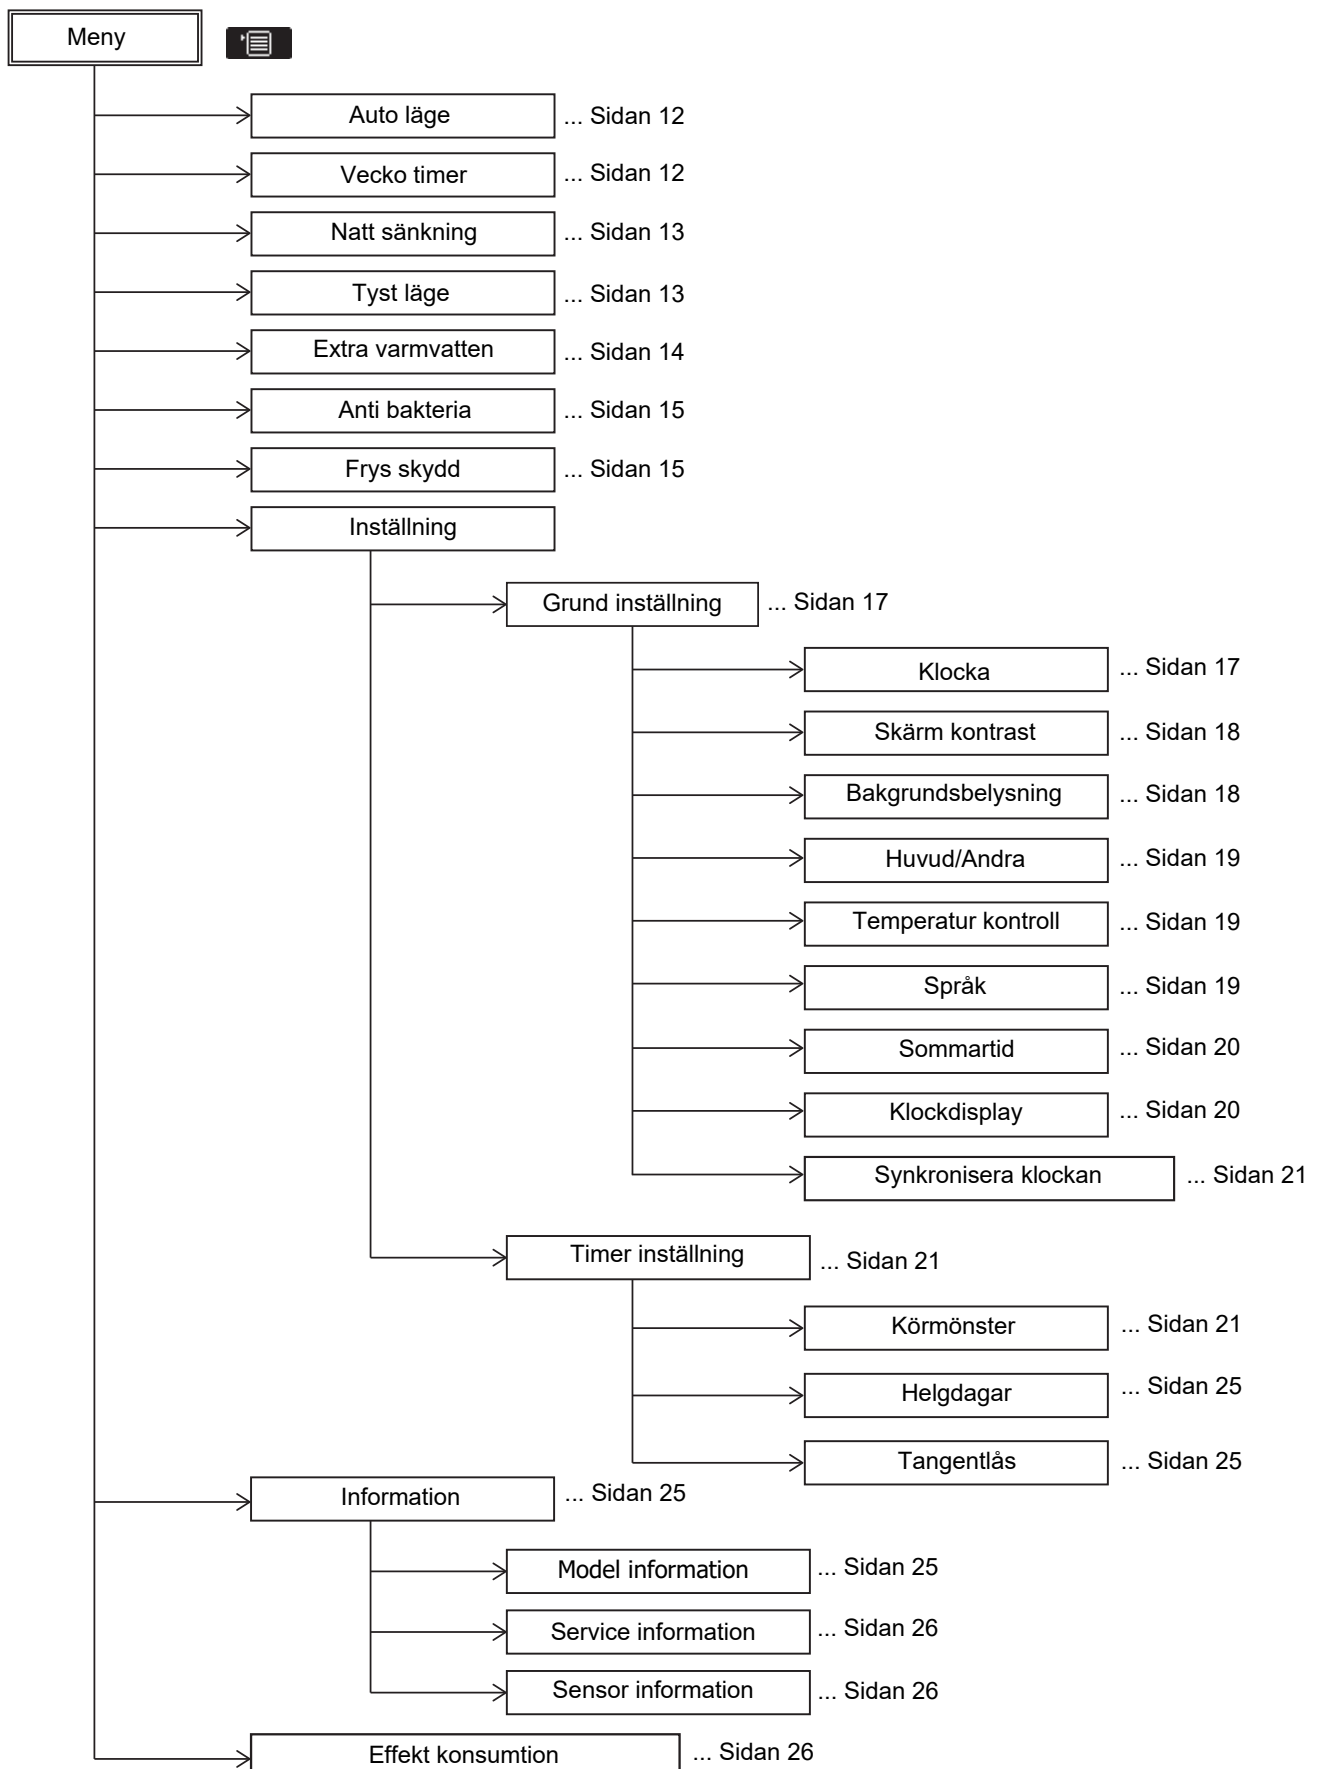 Meny
Auto läge ... Sidan 12
Vecko timer ... Sidan 12
Natt sänkning ... Sidan 13
Tyst läge ... Sidan 13
Extra varmvatten ... Sidan 14
Anti bakteria ... Sidan 15
Frys skydd ... Sidan 15
Inställning
Grund inställning ... Sidan 17
Klocka ... Sidan 17
Skärm kontrast ... Sidan 18
Bakgrundsbelysning ... Sidan 18
Huvud/Andra ... Sidan 19
Temperatur kontroll ... Sidan 19
Språk ... Sidan 19
Sommartid ... Sidan 20
Klockdisplay ... Sidan 20
Synkronisera klockan ... Sidan 21
Timer inställning ... Sidan 21
Körmönster ... Sidan 21
Helgdagar ... Sidan 25
Tangentlås ... Sidan 25
Information ... Sidan 25
Model information ... Sidan 25
Service information ... Sidan 26
Sensor information ... Sidan 26
Effekt konsumtion ... Sidan 26